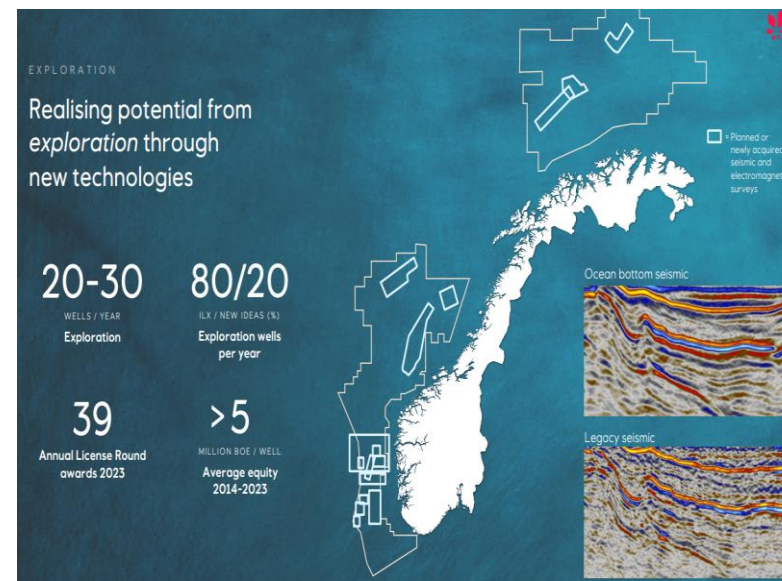 EXPLORATION
Realising potential from
exploration through
new technologies
20-30
WELLS / YEAR
Exploration
80/20
ILX / NEW IDEAS (%)
Exploration wells
per year
39
Annual License Round
awards 2023
>5
MILLION BOE / WELL
Average equity
2014-2023
= Planned or
newly acquired
seismic and
electromagnet
surveys
Ocean bottom seismic
Legacy seismic